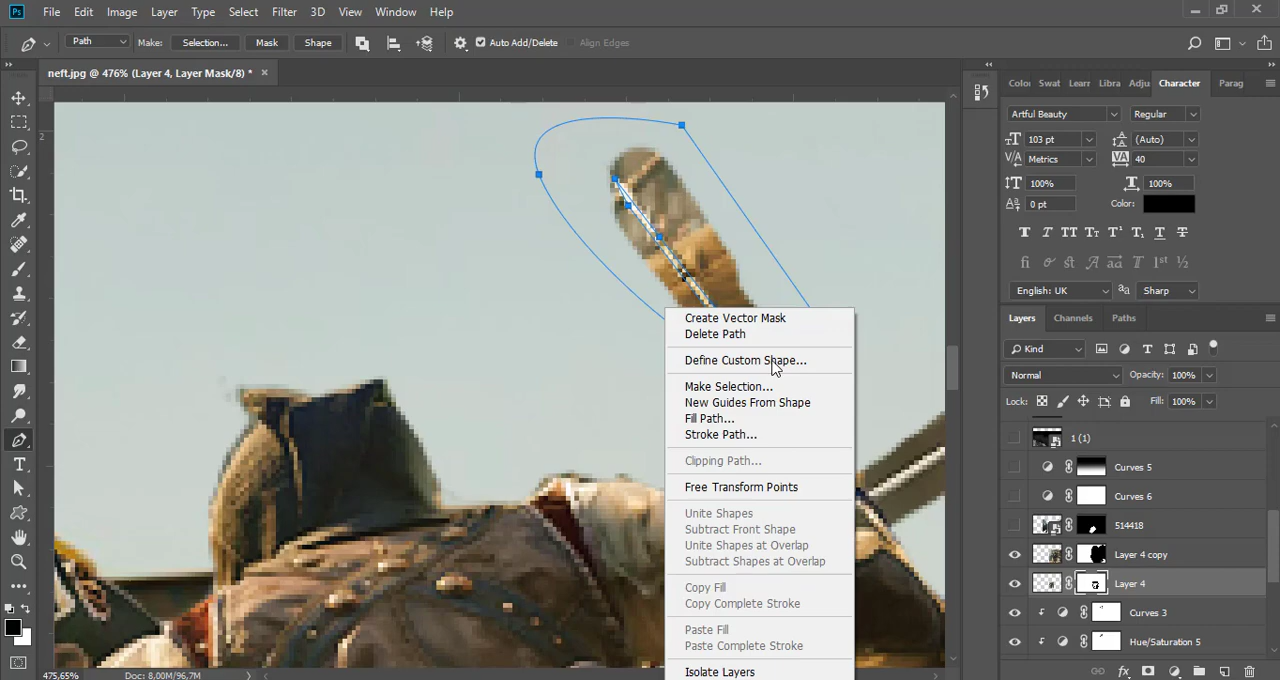 Ps File Edit Image Layer Type Select Filter 3D View Window Help
Path Make: Selection... Mask Shape Auto Add/Delete Align Edges
neft.jpg @ 476% (Layer 4, Layer Mask/8) *
Colo Swat Learr Libra Adju Character Parag
Artful Beauty Regular
103 pt (Auto)
Metrics 40
100% 100%
0 pt Color:
English: UK Sharp
Layers Channels Paths
Kind
Normal Opacity: 100%
Lock: Fill: 100%
1 (1)
Curves 5
Curves 6
514418
Layer 4 copy
Layer 4
Curves 3
Hue/Saturation 5
2
Create Vector Mask
Delete Path
Define Custom Shape...
Make Selection...
New Guides From Shape
Fill Path...
Stroke Path...
Clipping Path...
Free Transform Points
Unite Shapes
Subtract Front Shape
Unite Shapes at Overlap
Subtract Shapes at Overlap
Copy Fill
Copy Complete Stroke
Paste Fill
Paste Complete Stroke
Isolate Layers
475,65% Doc: 8,00M/96,7M